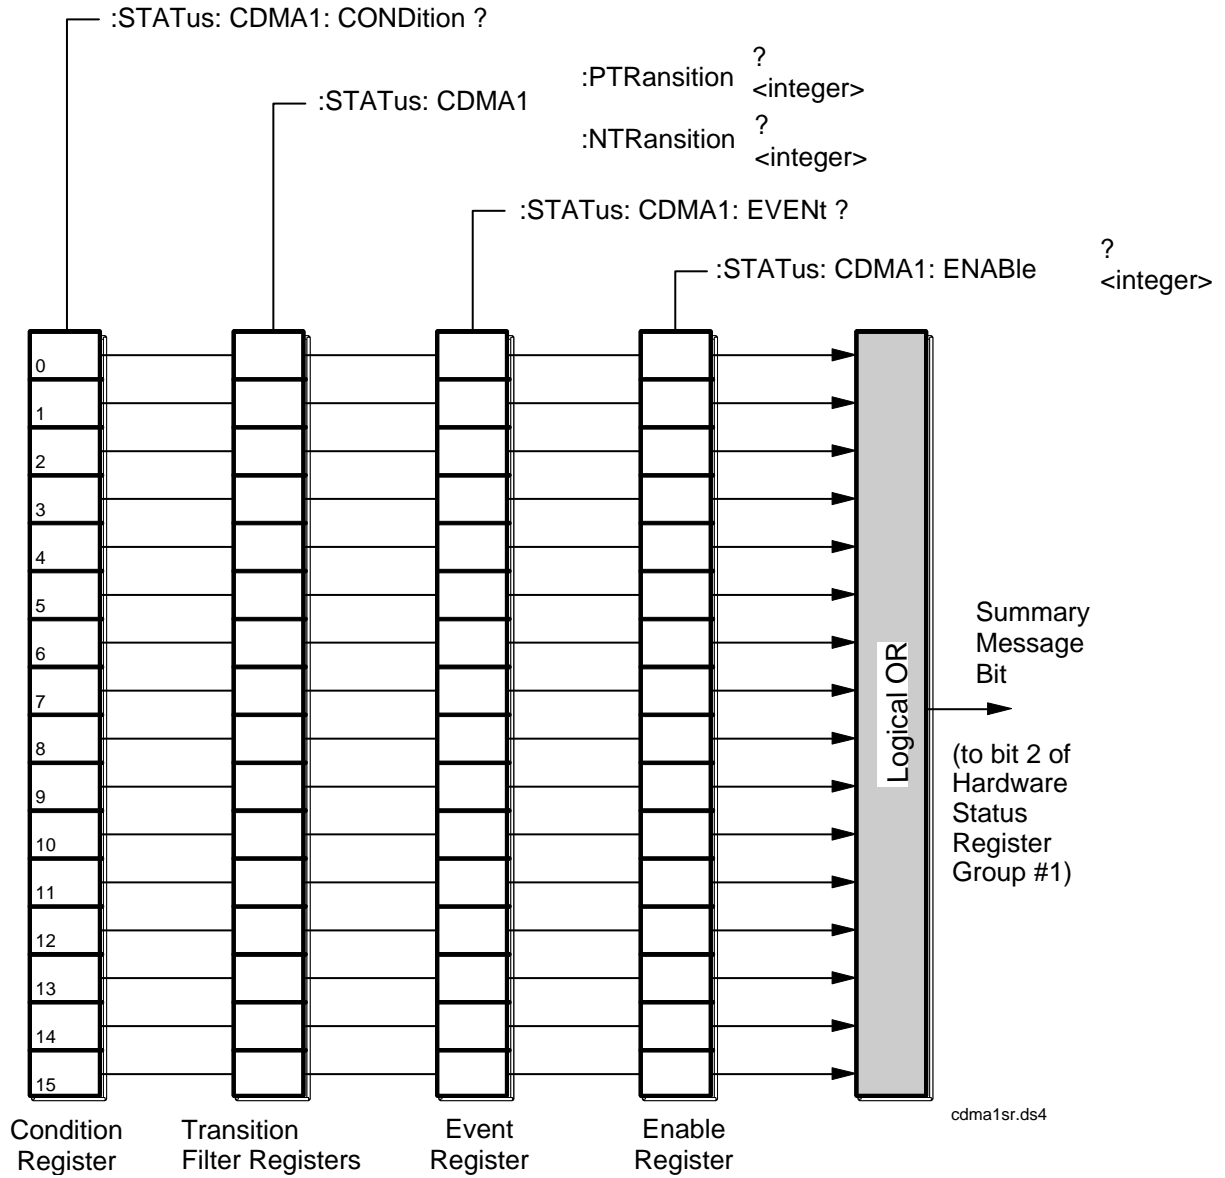 :STATus: CDMA1: CONDition ?
:STATus: CDMA1
:PTRansition
?
<integer>
:NTRansition
?
<integer>
:STATus: CDMA1: EVENt ?
:STATus: CDMA1: ENABle
?
<integer>
0
1
2
3
4
5
6
7
8
9
10
11
12
13
14
15
Logical OR
Summary
Message
Bit
(to bit 2 of
Hardware
Status
Register
Group #1)
cdma1sr.ds4
Condition
Register
Transition
Filter Registers
Event
Register
Enable
Register